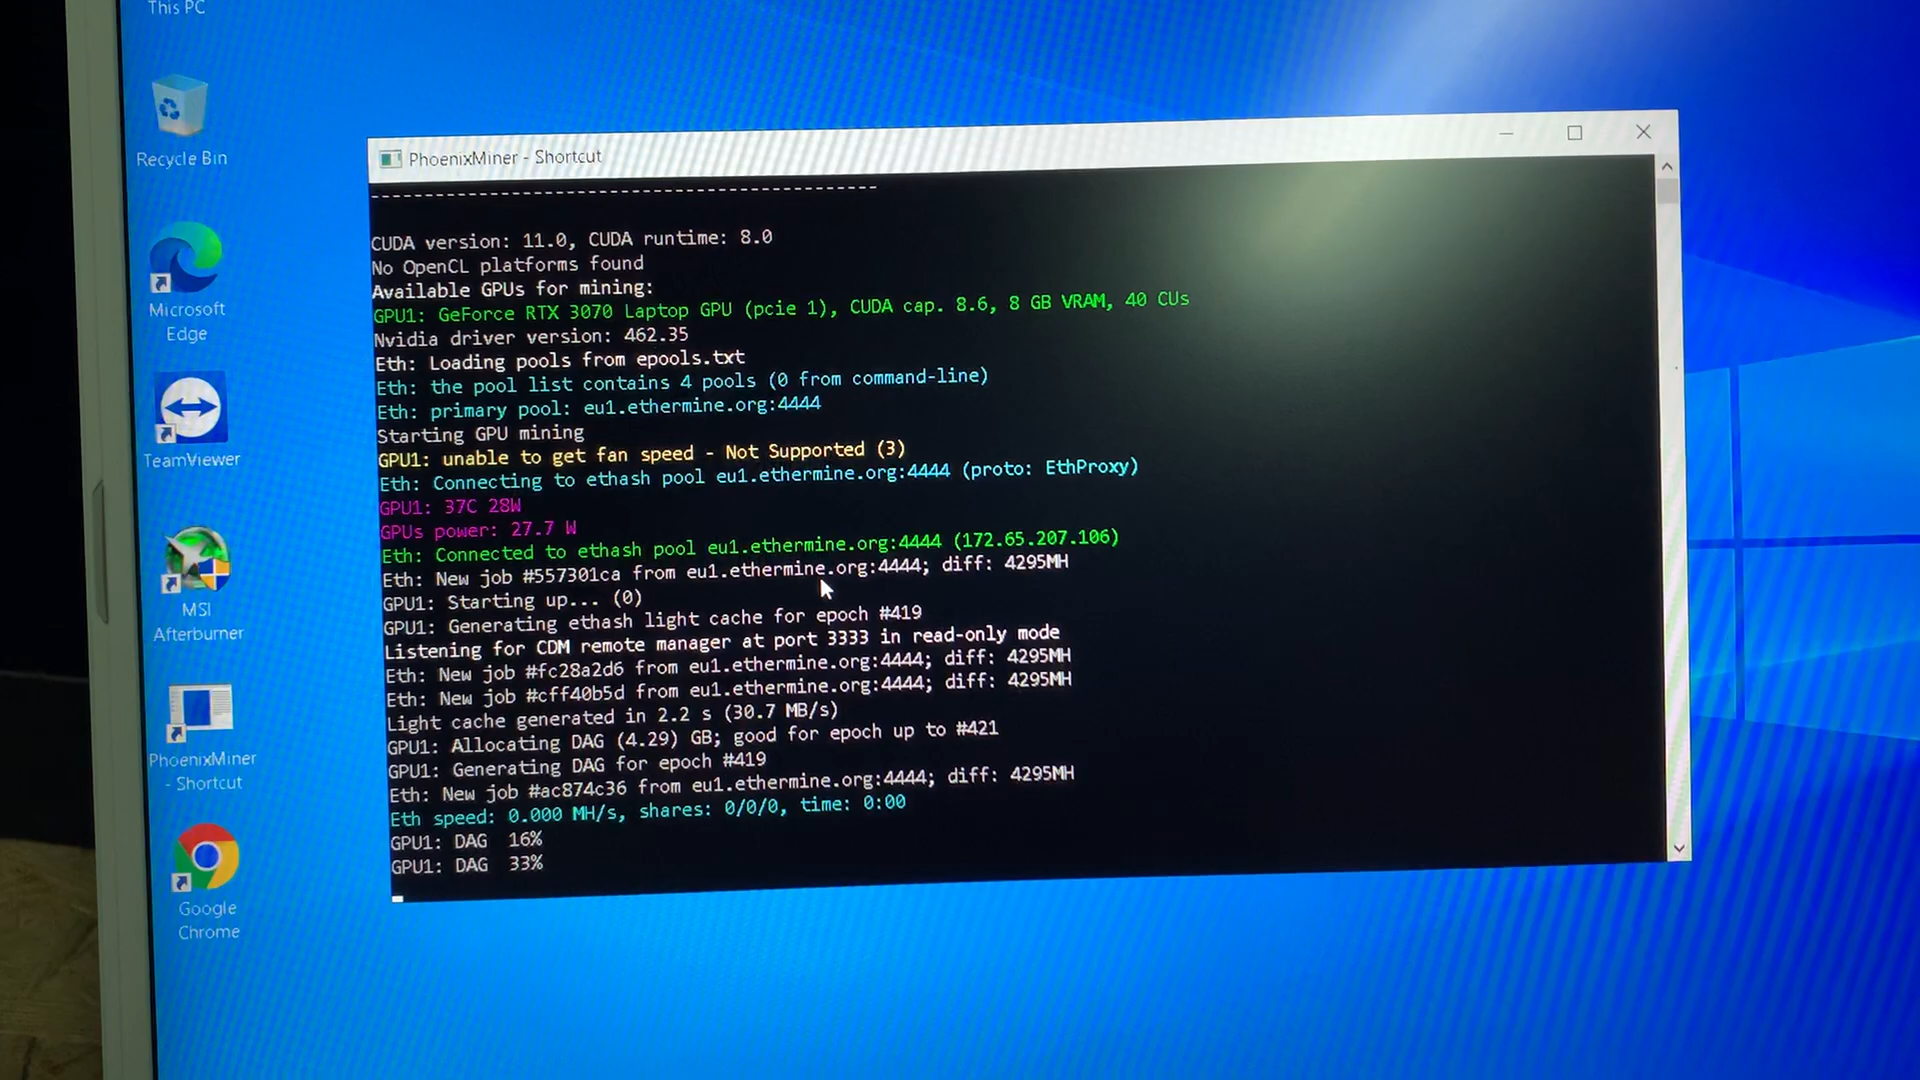 This PC
Recycle Bin
Microsoft
Edge
TeamViewer
MSI
Afterburner
PhoenixMiner
- Shortcut
Google
Chrome
PhoenixMiner - Shortcut
-----------------------------------------------
CUDA version: 11.0, CUDA runtime: 8.0
No OpenCL platforms found
Available GPUs for mining:
GPU1: GeForce RTX 3070 Laptop GPU (pcie 1), CUDA cap. 8.6, 8 GB VRAM, 40 CUs
Nvidia driver version: 462.35
Eth: Loading pools from epools.txt
Eth: the pool list contains 4 pools (0 from command-line)
Eth: primary pool: eu1.ethermine.org:4444
Starting GPU mining
GPU1: unable to get fan speed - Not Supported (3)
Eth: Connecting to ethash pool eu1.ethermine.org:4444 (proto: EthProxy)
GPU1: 37C 28W
GPUs power: 27.7 W
Eth: Connected to ethash pool eu1.ethermine.org:4444 (172.65.207.106)
Eth: New job #557301ca from eu1.ethermine.org:4444; diff: 4295MH
GPU1: Starting up... (0)
GPU1: Generating ethash light cache for epoch #419
Listening for CDM remote manager at port 3333 in read-only mode
Eth: New job #fc28a2d6 from eu1.ethermine.org:4444; diff: 4295MH
Eth: New job #cff40b5d from eu1.ethermine.org:4444; diff: 4295MH
Light cache generated in 2.2 s (30.7 MB/s)
GPU1: Allocating DAG (4.29) GB; good for epoch up to #421
GPU1: Generating DAG for epoch #419
Eth: New job #ac874c36 from eu1.ethermine.org:4444; diff: 4295MH
Eth speed: 0.000 MH/s, shares: 0/0/0, time: 0:00
GPU1: DAG  16%
GPU1: DAG  33%